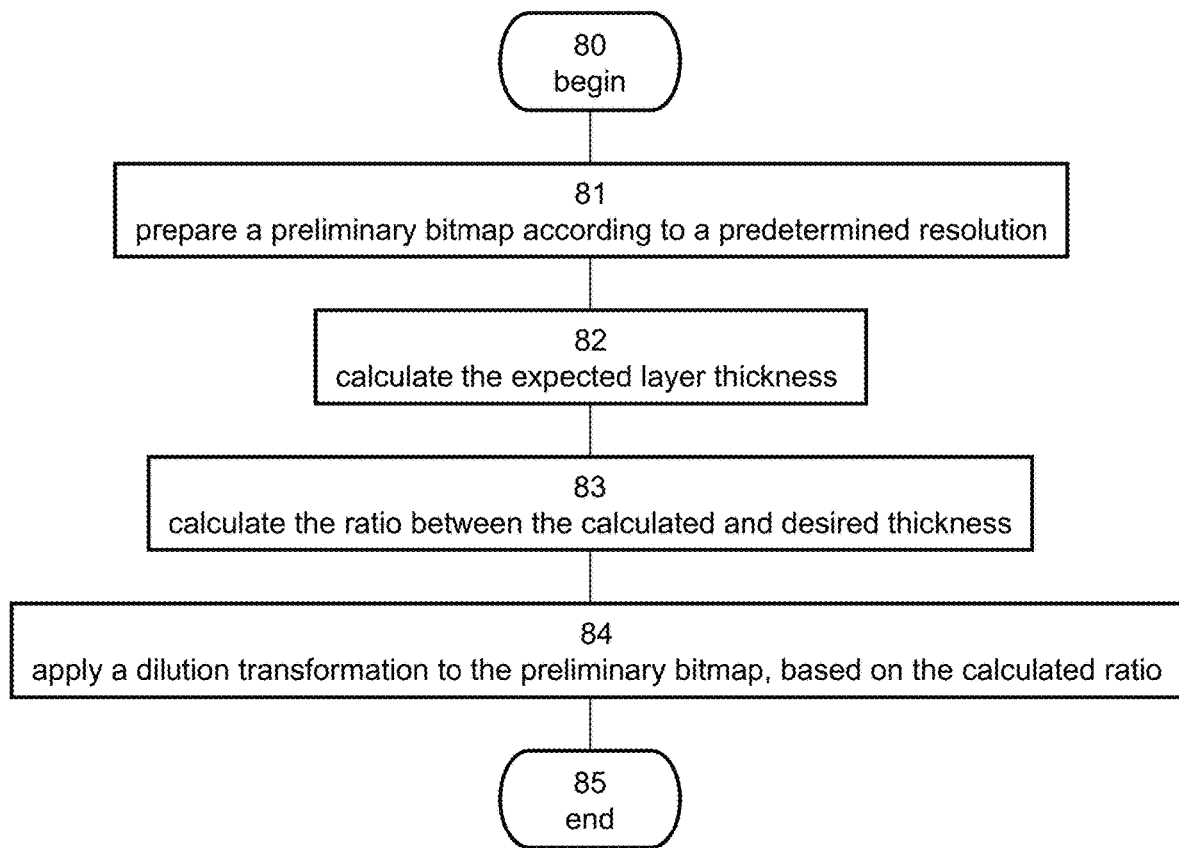 80
begin
81
prepare a preliminary bitmap according to a predetermined resolution
82
calculate the expected layer thickness
83
calculate the ratio between the calculated and desired thickness
84
apply a dilution transformation to the preliminary bitmap, based on the calculated ratio
85
end